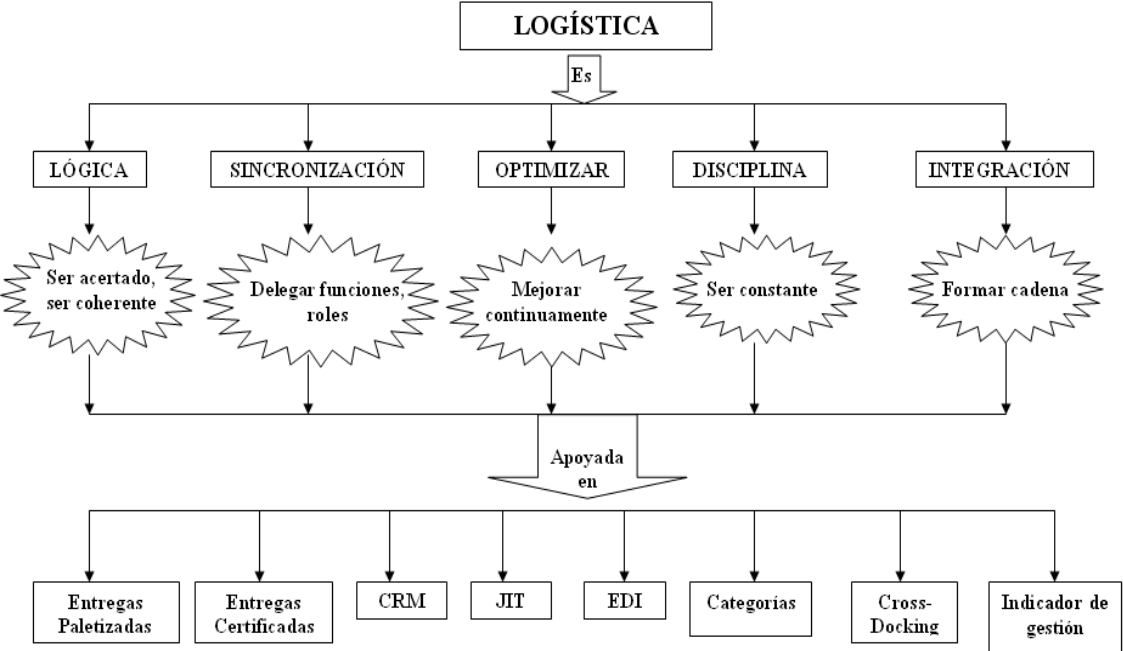 LOGÍSTICA
Es
LÓGICA
SINCRONIZACIÓN
OPTIMIZAR
DISCIPLINA
INTEGRACIÓN
Ser acertado,
ser coherente
Delegar funciones,
roles
Mejorar
continuamente
Ser constante
Formar cadena
Apoyada
en
Entregas
Paletizadas
Entregas
Certificadas
CRM
JIT
EDI
Categorías
Cross-
Docking
Indicador de
gestión